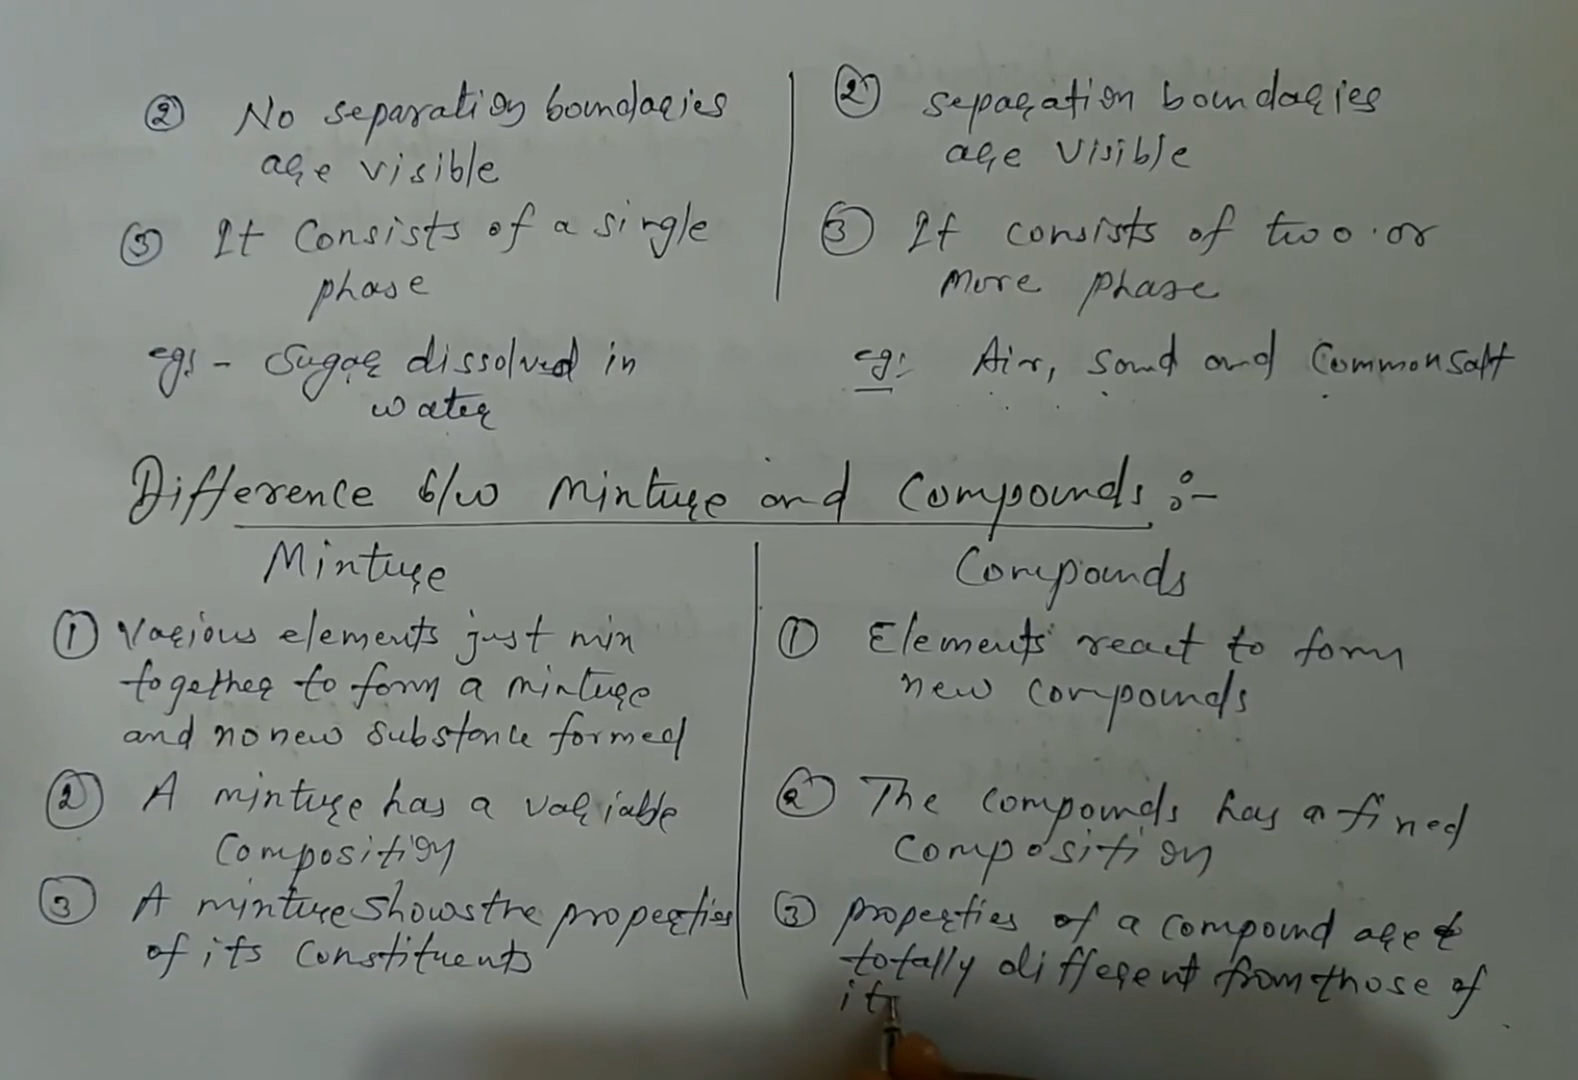 ② No separation boundaries
are visible
③ It Consists of a single
phase
eg:- Sugar dissolved in
water
② separation boundaries
are visible
③ It consists of two or
more phase
eg: Air, Sand and Common salt
Difference b/w Mixture and Compounds :-
Mixture
① Various elements just mix
together to form a mixture
and no new substance formed
② A mixture has a variable
Composition
③ A mixture shows the properties
of its Constituents
Compounds
① Elements react to form
new compounds
② The compounds has a fixed
Composition
③ properties of a compound are t
totally different from those of
it